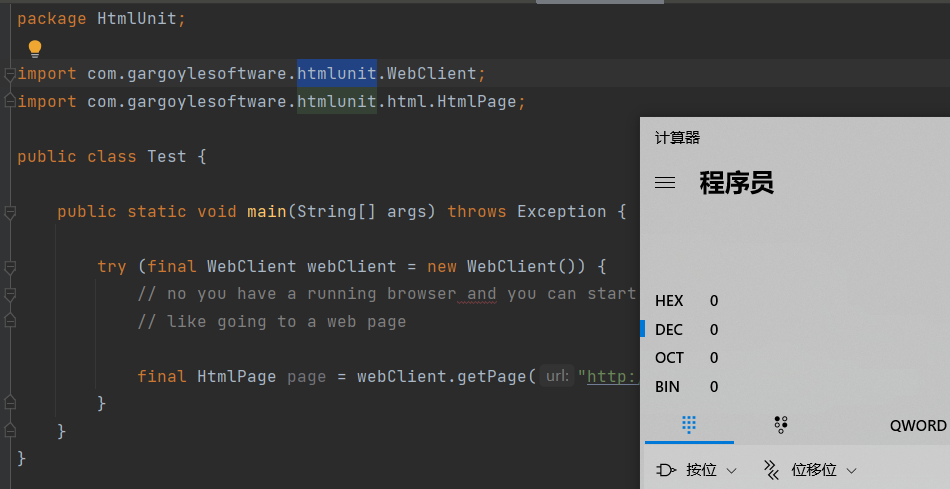 package HtmlUnit;
import com.gargoylesoftware.htmlunit.WebClient;
import com.gargoylesoftware.htmlunit.html.HtmlPage;
public class Test {
public static void main(String[] args) throws Exception {
try (final WebClient webClient = new WebClient()) {
// no you have a running browser and you can start
// like going to a web page
final HtmlPage page = webClient.getPage( url: "http:
}
}
}
计算器
程序员
HEX 0
DEC 0
OCT 0
BIN 0
QWORD
按位 位移位